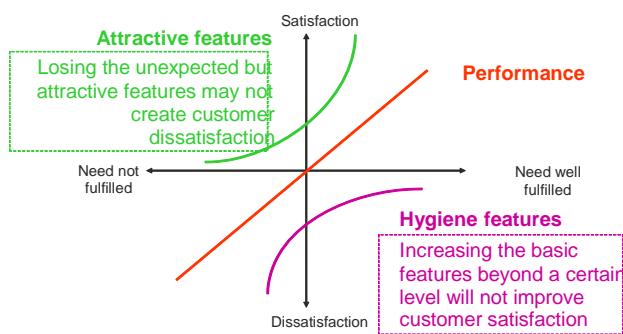 Satisfaction
Attractive features
Losing the unexpected but
attractive features may not
create customer
dissatisfaction
Performance
Need not
fulfilled
Need well
fulfilled
Hygiene features
Increasing the basic
features beyond a certain
level will not improve
customer satisfaction
Dissatisfaction